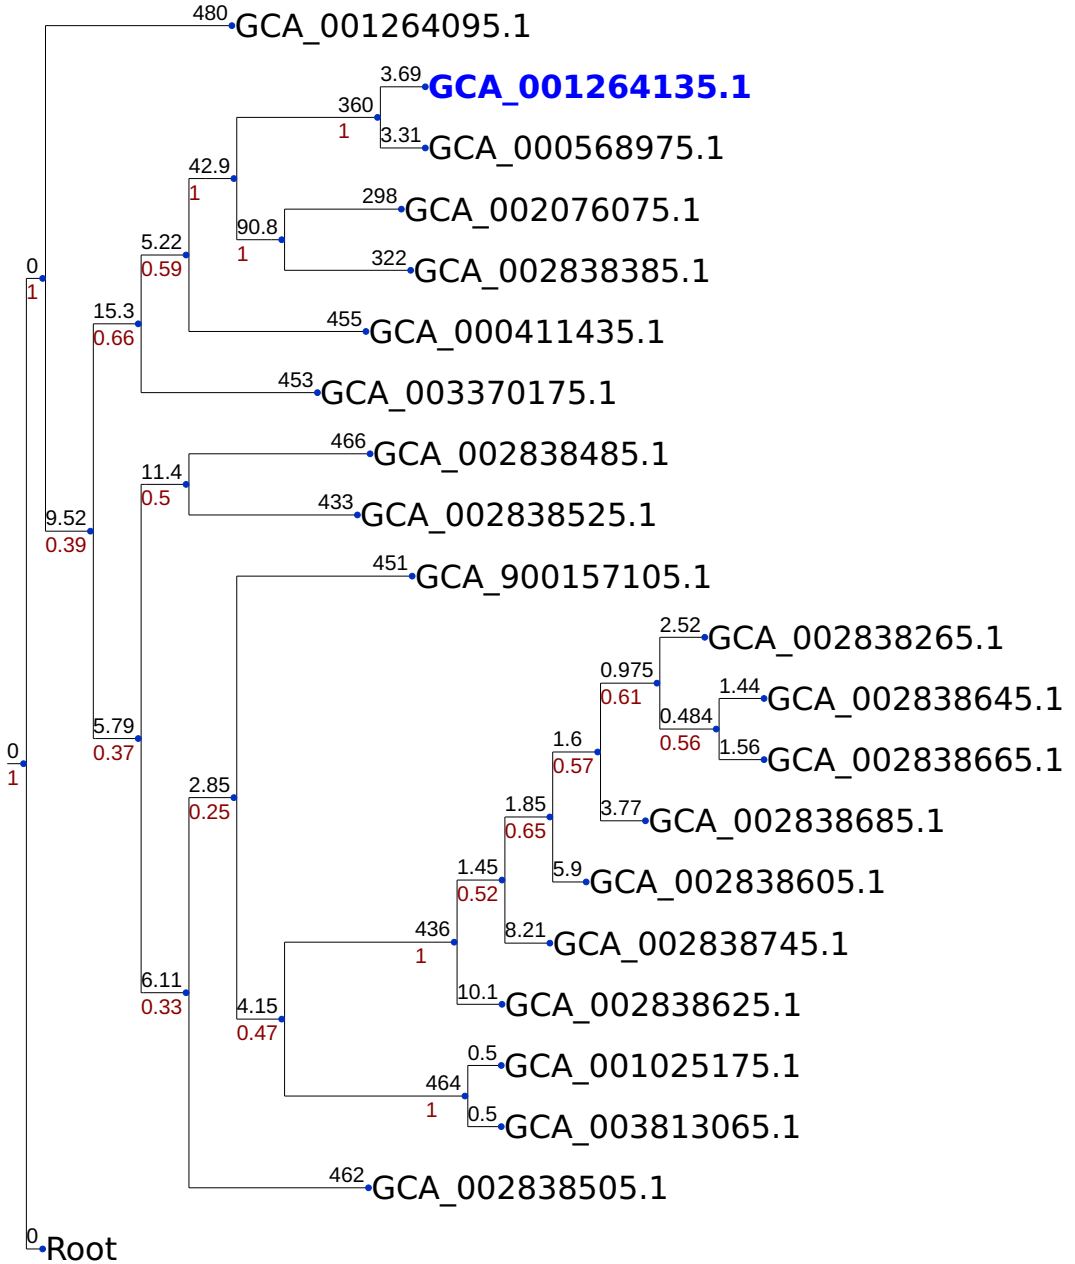 480 GCA_001264095.1
3.69 GCA_001264135.1
360
1
3.31 GCA_000568975.1
42.9
1
298 GCA_002076075.1
90.8
1
5.22
0.59
322 GCA_002838385.1
0
1
15.3
0.66
455 GCA_000411435.1
453 GCA_003370175.1
466 GCA_002838485.1
11.4
0.5
433 GCA_002838525.1
9.52
0.39
451 GCA_900157105.1
2.52 GCA_002838265.1
0.975
0.61
1.44 GCA_002838645.1
0.484
0.56
5.79
0.37
1.6
0.57
1.56 GCA_002838665.1
0
1
2.85
0.25
1.85
0.65
3.77 GCA_002838685.1
1.45
0.52
5.9 GCA_002838605.1
436
1
8.21 GCA_002838745.1
6.11
0.33
10.1 GCA_002838625.1
4.15
0.47
0.5 GCA_001025175.1
464
1
0.5 GCA_003813065.1
462 GCA_002838505.1
0 Root